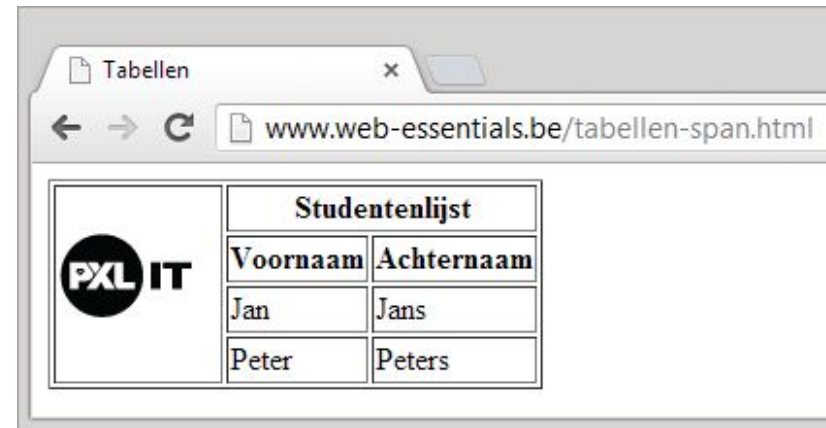 Tabellen
www.web-essentials.be/tabellen-span.html
PXL IT
Studentenlijst
Voornaam Achternaam
Jan Jans
Peter Peters